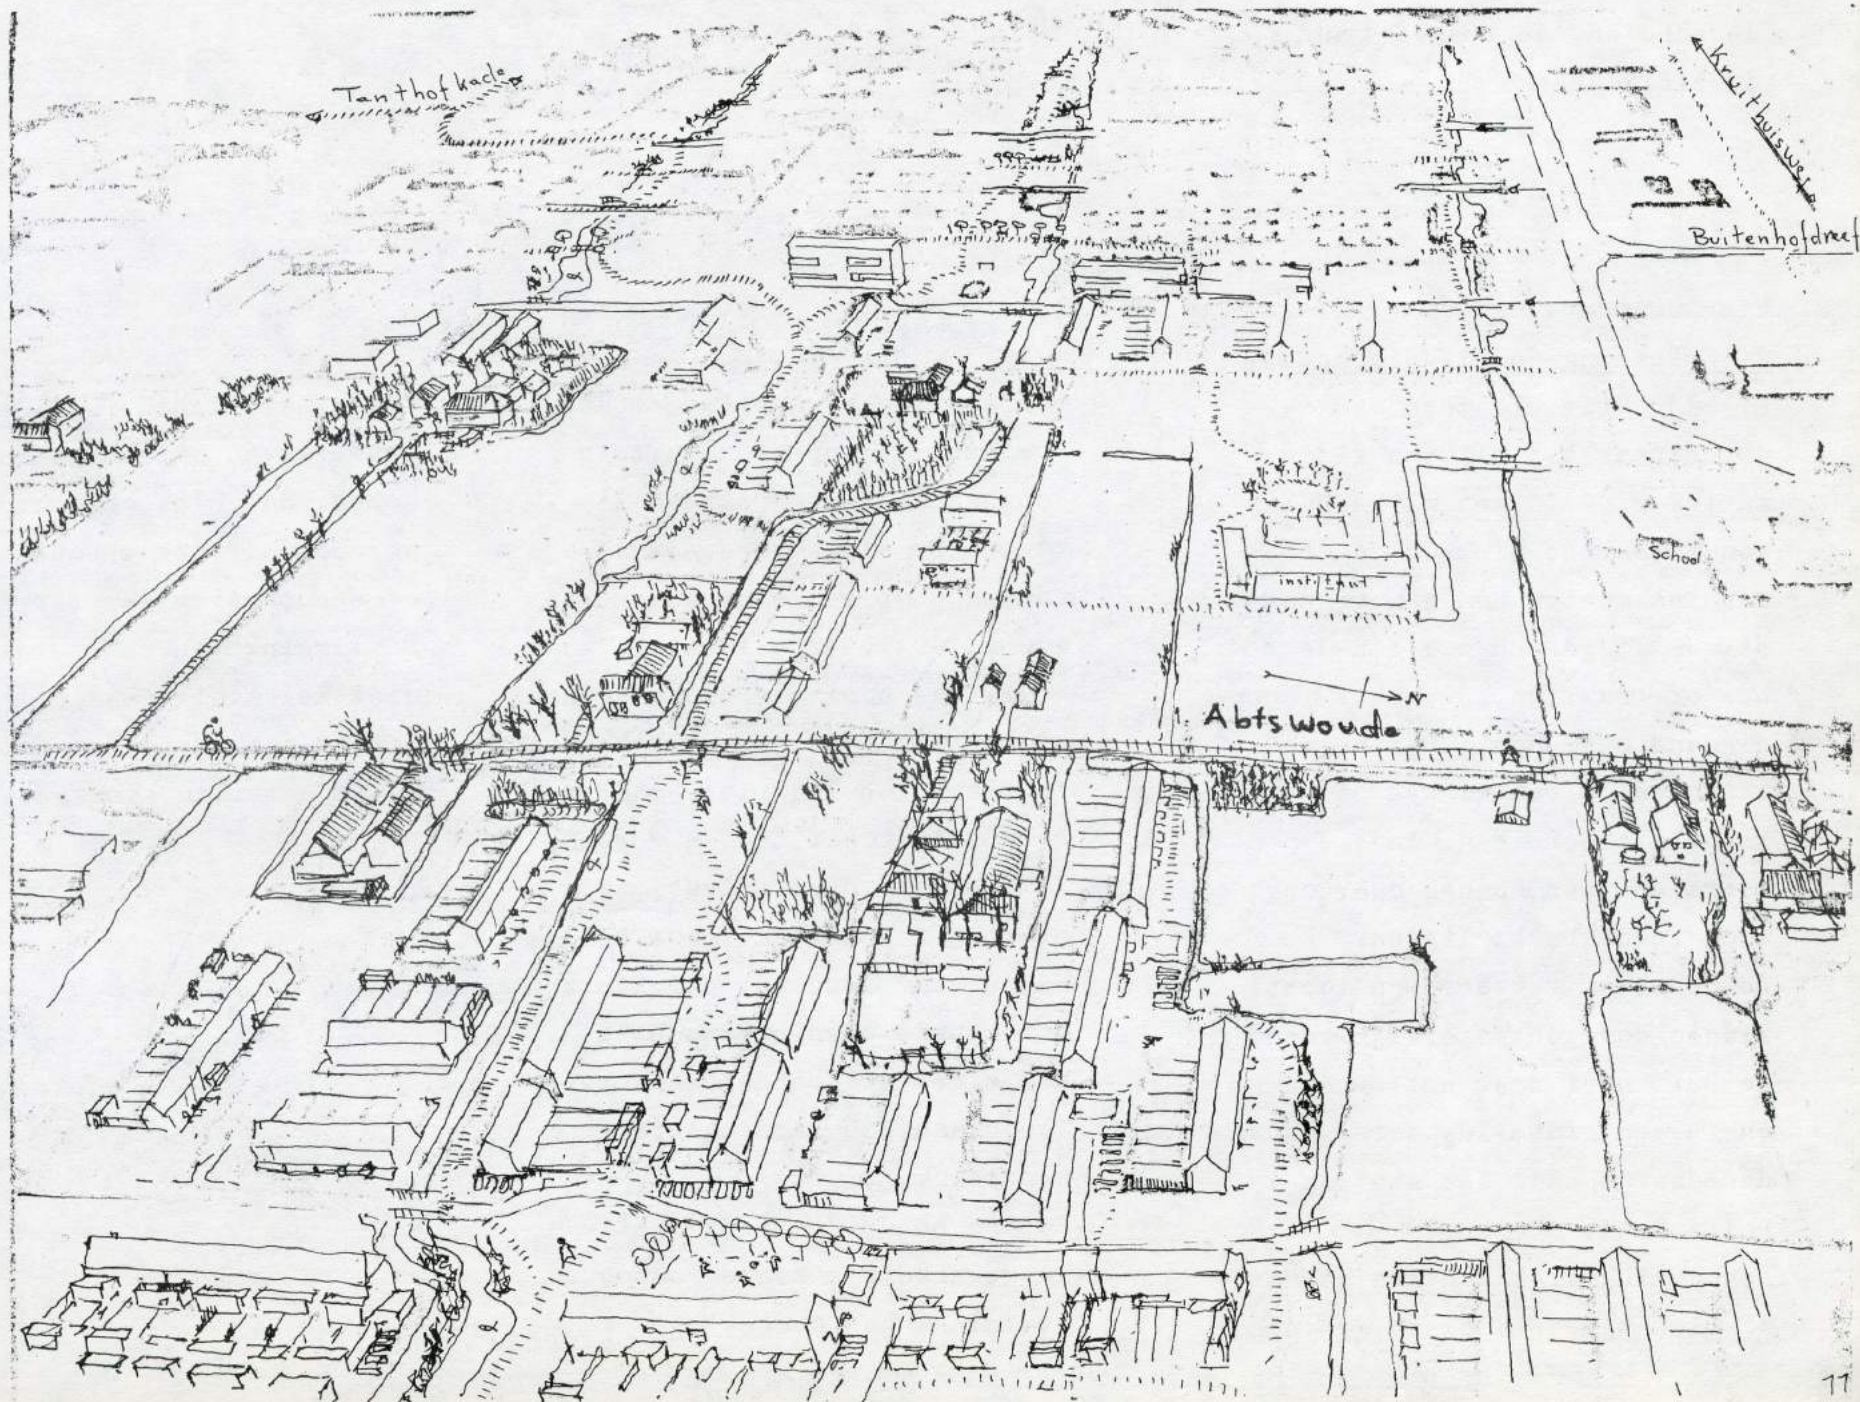 Tanthofkade
Kruithuisweg
Buitenhofdreef
School
instituut
N
Abtswoude
11